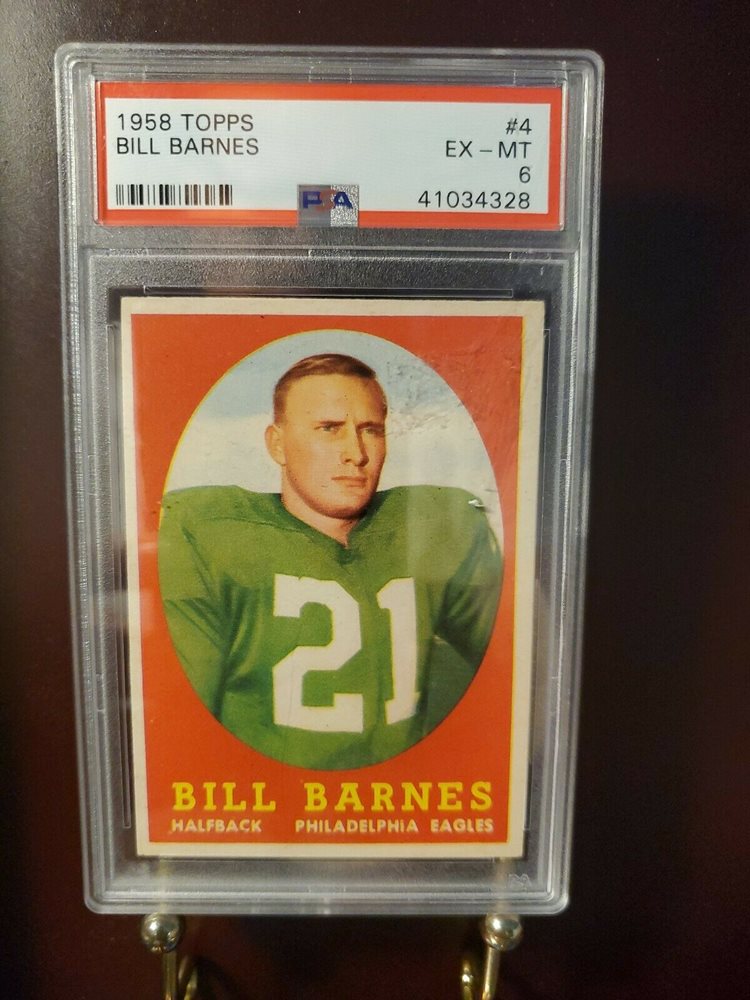 1958 TOPPS #4
BILL BARNES EX - MT
6
PSA 41034328
21
BILL BARNES
HALFBACK PHILADELPHIA EAGLES